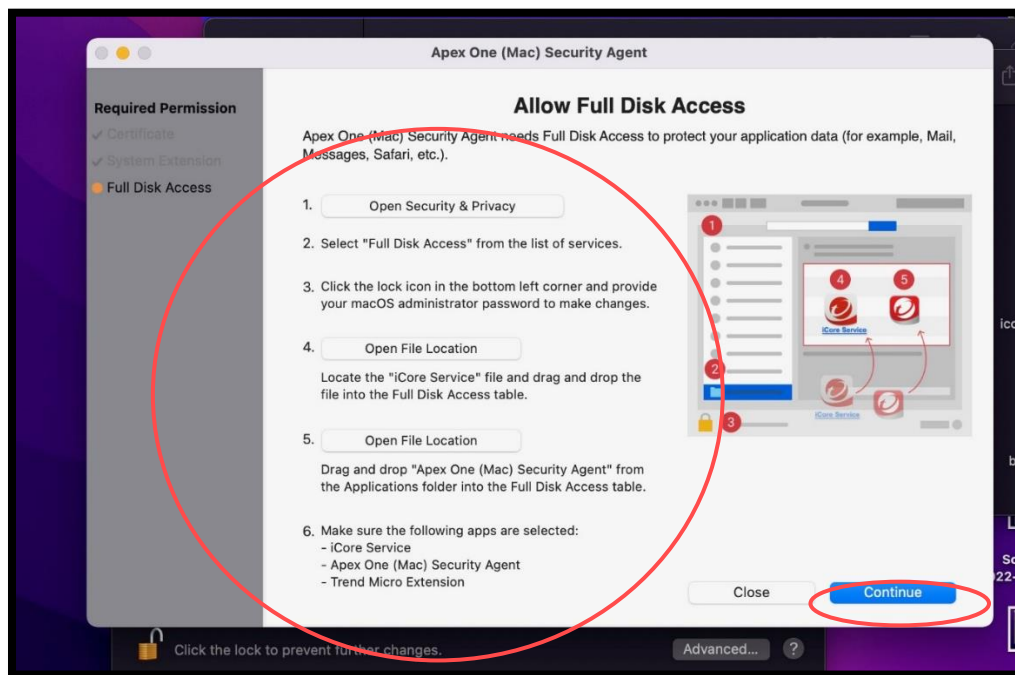 Apex One (Mac) Security Agent
Required Permission
Certificate
System Extension
Full Disk Access
Allow Full Disk Access
Apex One (Mac) Security Agent needs Full Disk Access to protect your application data (for example, Mail,
Messages, Safari, etc.).
1. Open Security & Privacy
2. Select "Full Disk Access" from the list of services.
3. Click the lock icon in the bottom left corner and provide
your macOS administrator password to make changes.
4. Open File Location
Locate the "iCore Service" file and drag and drop the
file into the Full Disk Access table.
5. Open File Location
Drag and drop "Apex One (Mac) Security Agent" from
the Applications folder into the Full Disk Access table.
6. Make sure the following apps are selected:
- iCore Service
- Apex One (Mac) Security Agent
- Trend Micro Extension
1
4
5
iCore Service
2
iCore Service
3
Close
Continue
Click the lock to prevent further changes.
Advanced...
?